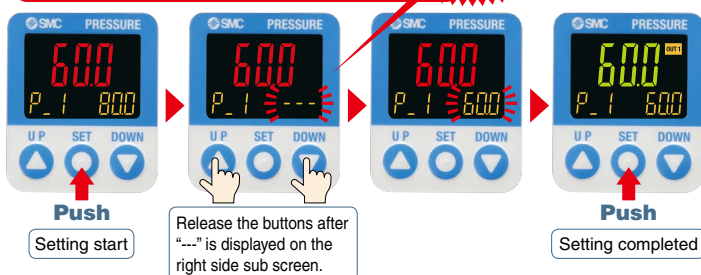 SMC PRESSURE
60.0
P_1 80.0
UP SET DOWN
Push
Setting start
SMC PRESSURE
60.0
P_1 ---
UP SET DOWN
Release the buttons after
“---” is displayed on the
right side sub screen.
SMC PRESSURE
60.0
P_1 60.0
UP SET DOWN
SMC PRESSURE
60.0 OUT1
P_1 60.0
UP SET DOWN
Push
Setting completed